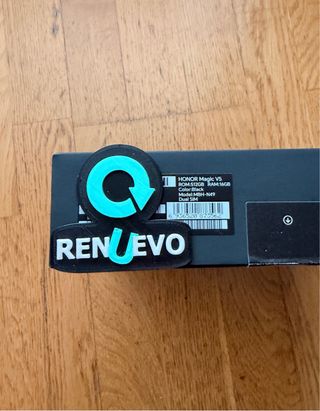 HONOR Magic V5
ROM:512GB RAM:16GB
Color:Black
Model:MBH-N49
Dual SIM
RENUEVO